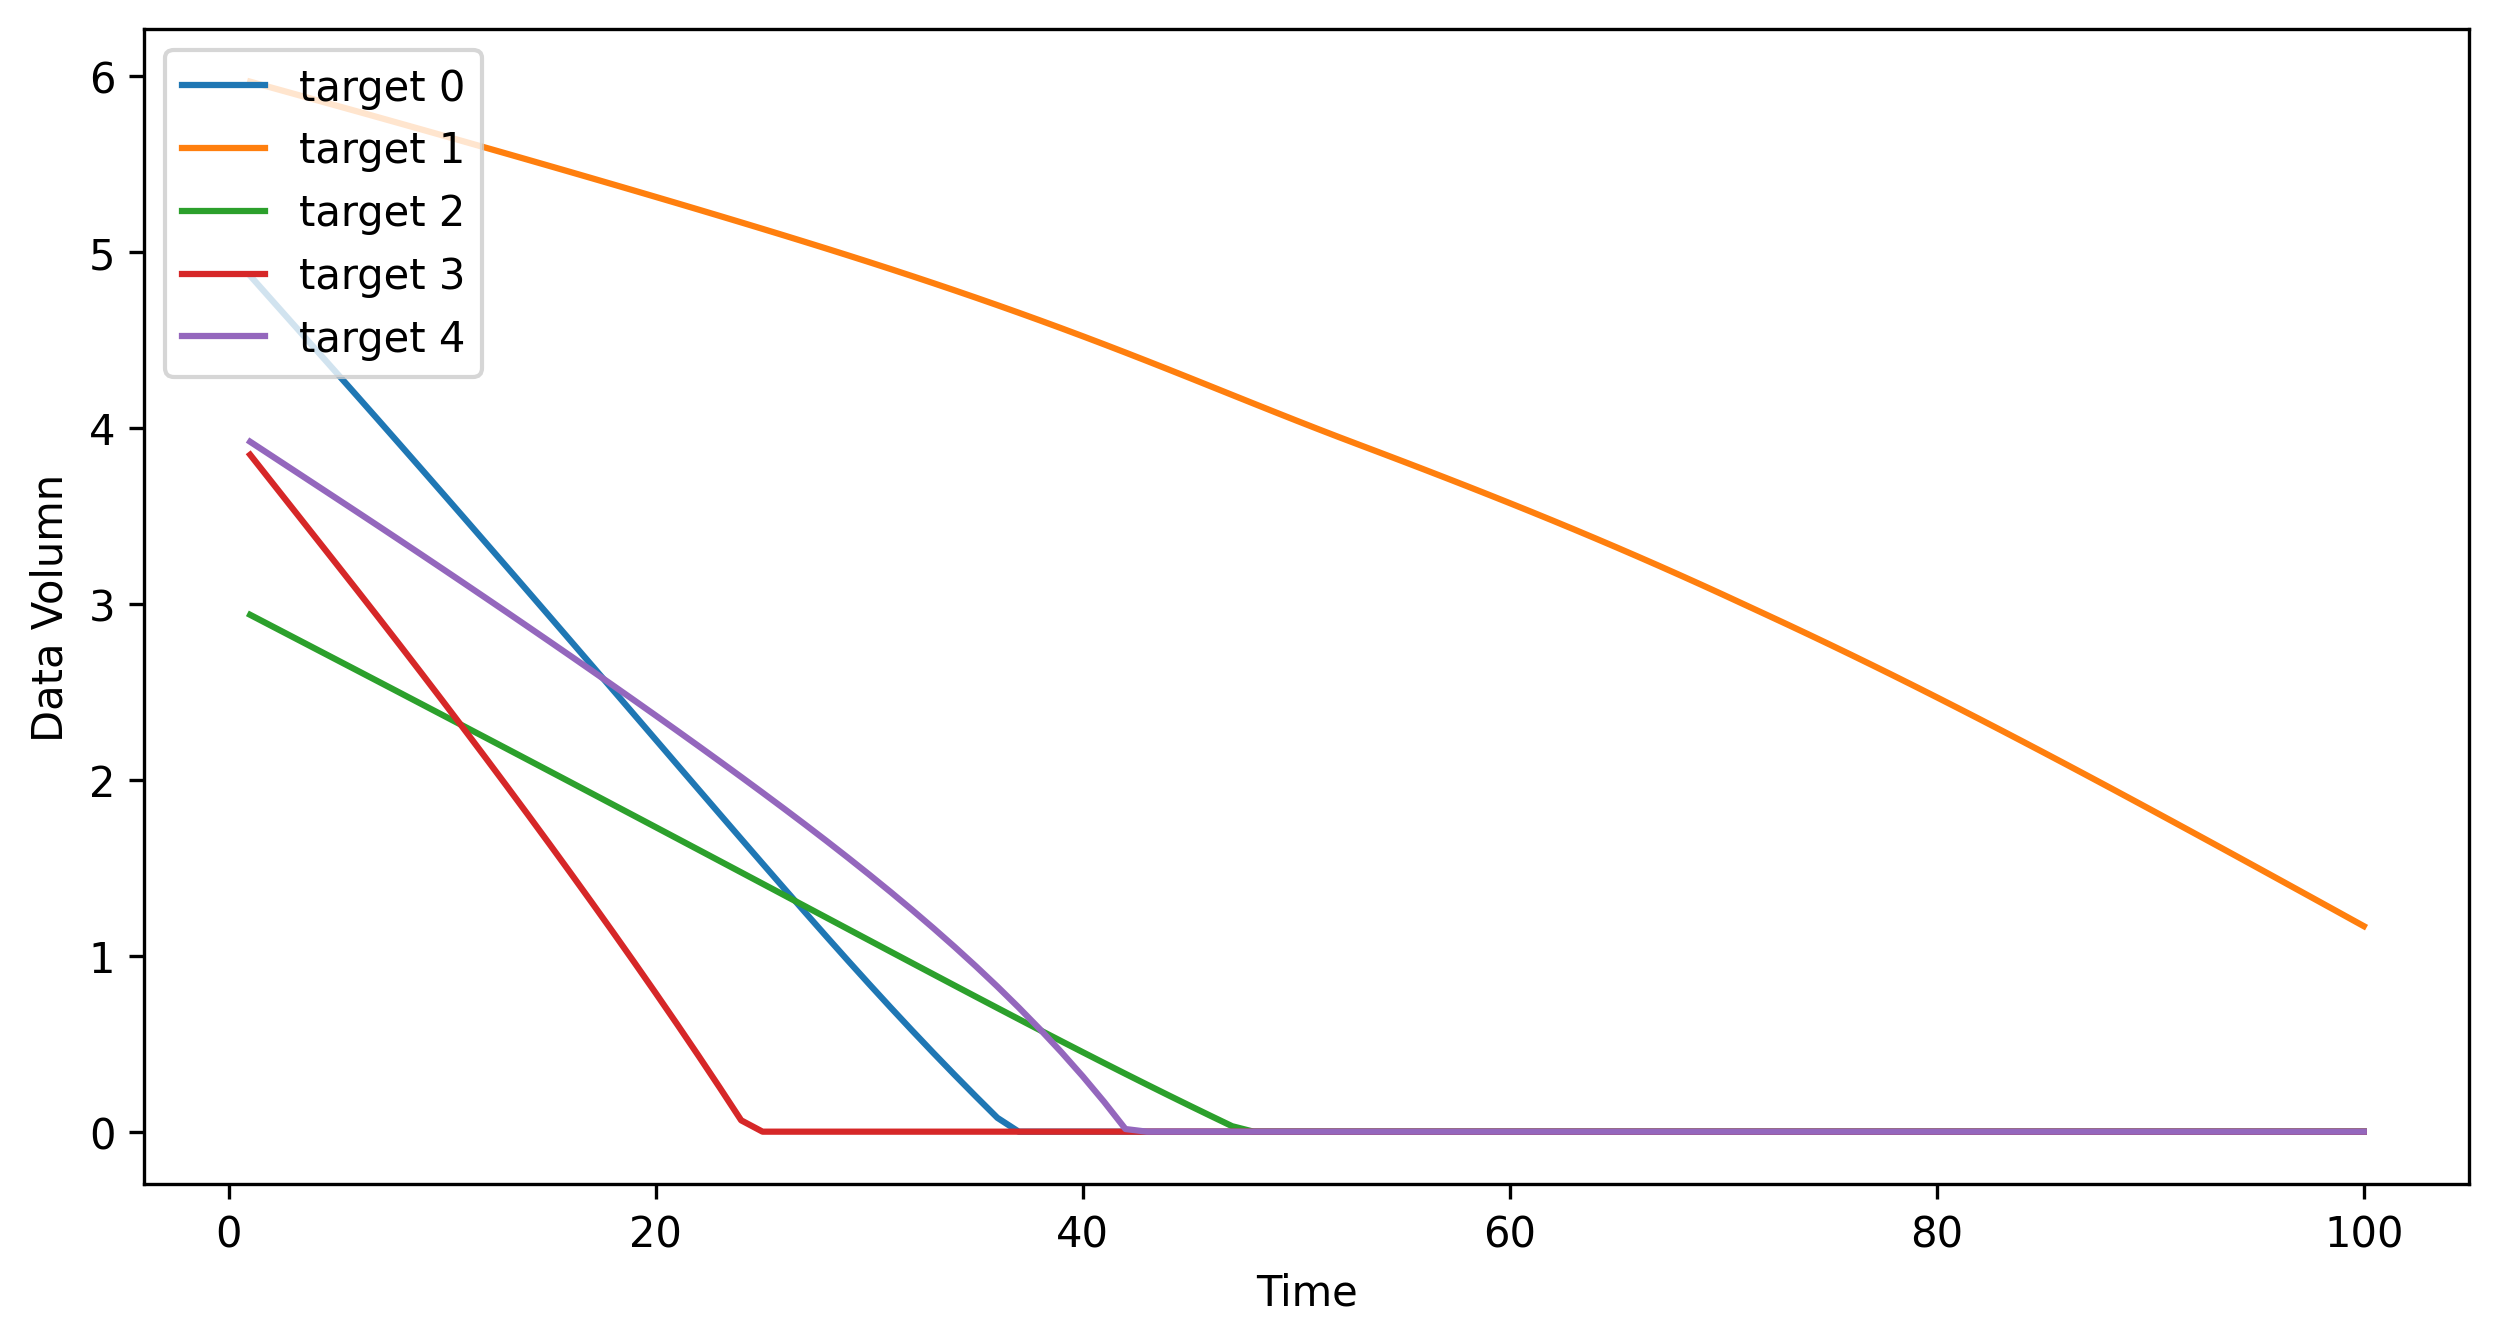 target 0
target 1
target 2
target 3
target 4
6
5
4
3
2
1
0
Data Volumn
0 20 40 60 80 100
Time